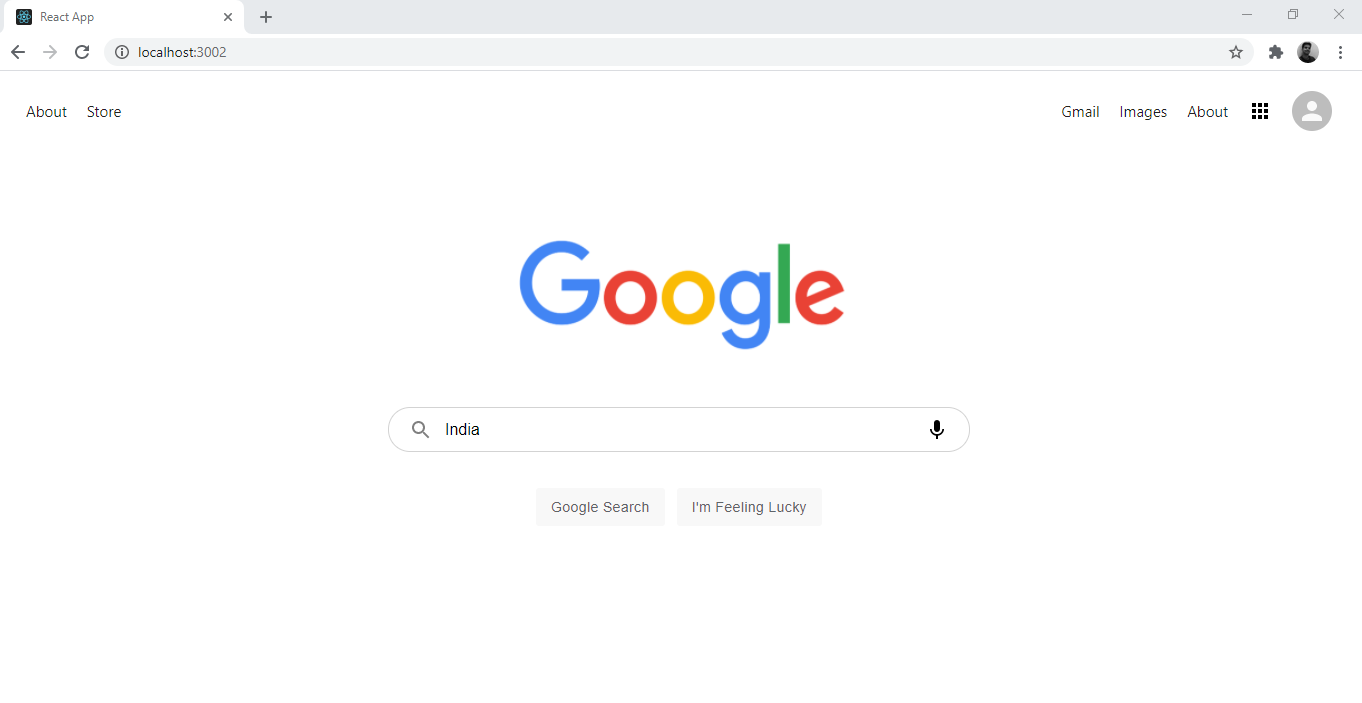 React App
localhost:3002
About Store Gmail Images About
Google
India
Google Search I'm Feeling Lucky